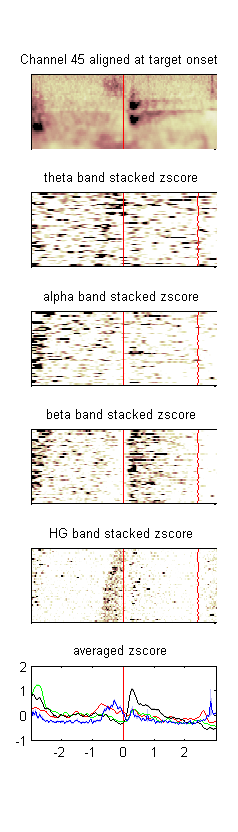 Channel 45 aligned at target onset
theta band stacked zscore
alpha band stacked zscore
beta band stacked zscore
HG band stacked zscore
averaged zscore
2
1
0
-1
-2 -1 0 1 2